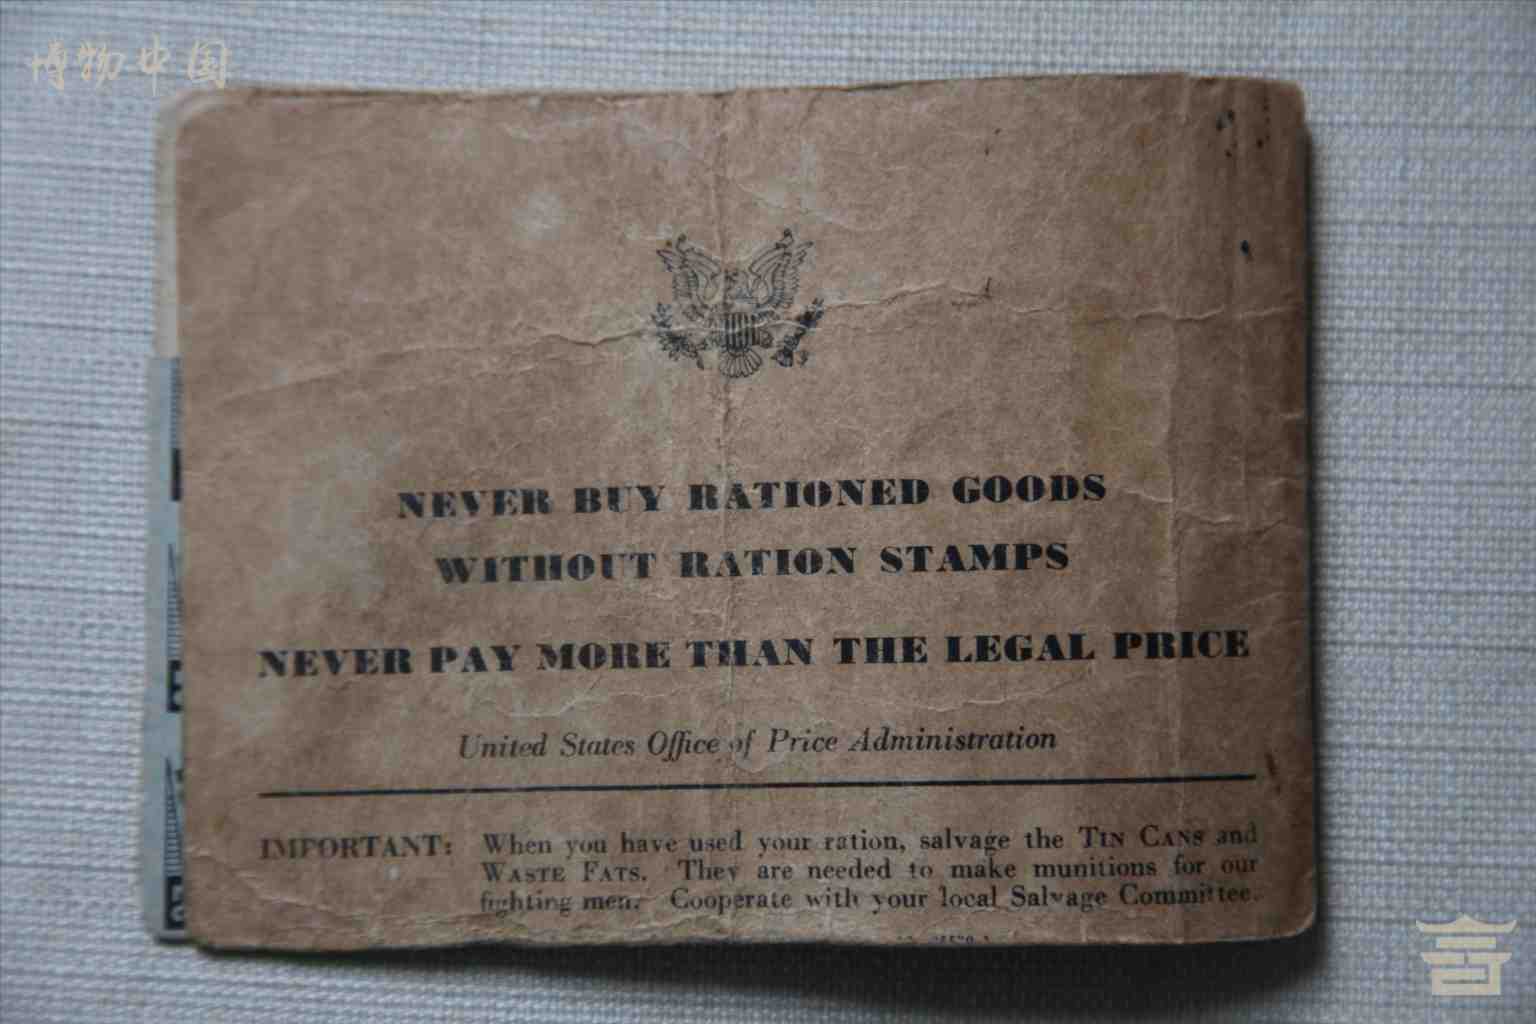 博物中国
NEVER BUY RATIONED GOODS
WITHOUT RATION STAMPS
NEVER PAY MORE THAN THE LEGAL PRICE
United States Office of Price Administration
IMPORTANT: When you have used your ration, salvage the TIN CANS and
WASTE FATS. They are needed to make munitions for our
fighting men. Cooperate with your local Salvage Committee.